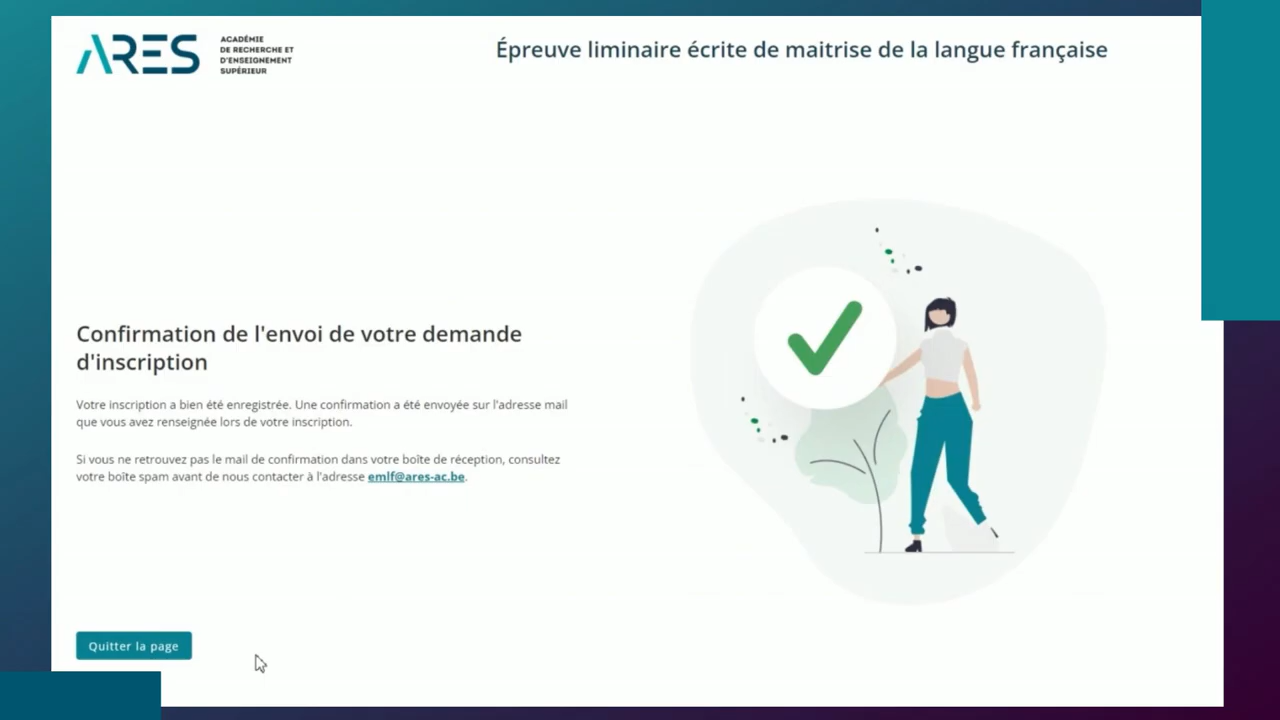 ARES
ACADÉMIE
DE RECHERCHE ET
D'ENSEIGNEMENT
SUPÉRIEUR
Épreuve liminaire écrite de maitrise de la langue française
Confirmation de l'envoi de votre demande
d'inscription
Votre inscription a bien été enregistrée. Une confirmation a été envoyée sur l'adresse mail
que vous avez renseignée lors de votre inscription.
Si vous ne retrouvez pas le mail de confirmation dans votre boîte de réception, consultez
votre boîte spam avant de nous contacter à l'adresse emlf@ares-ac.be.
Quitter la page